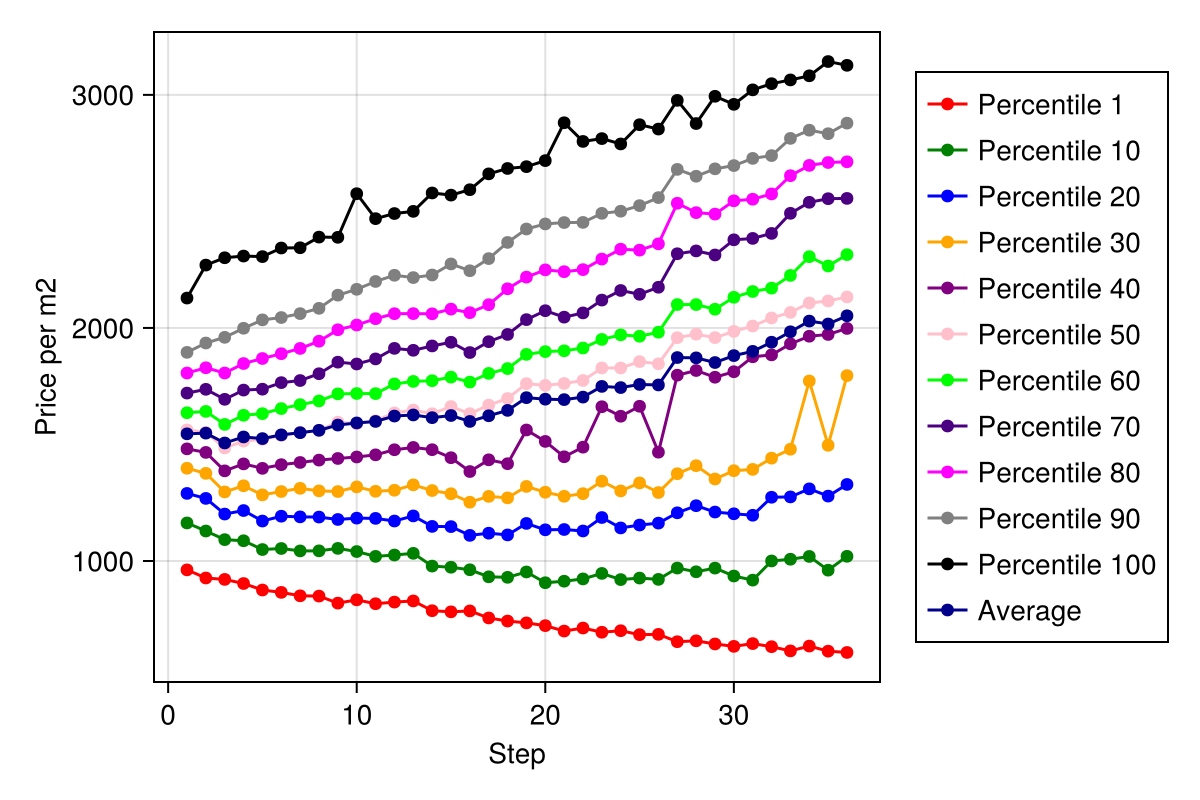 Price per m2
3000
2000
1000
0 10 20 30
Step
Percentile 1
Percentile 10
Percentile 20
Percentile 30
Percentile 40
Percentile 50
Percentile 60
Percentile 70
Percentile 80
Percentile 90
Percentile 100
Average